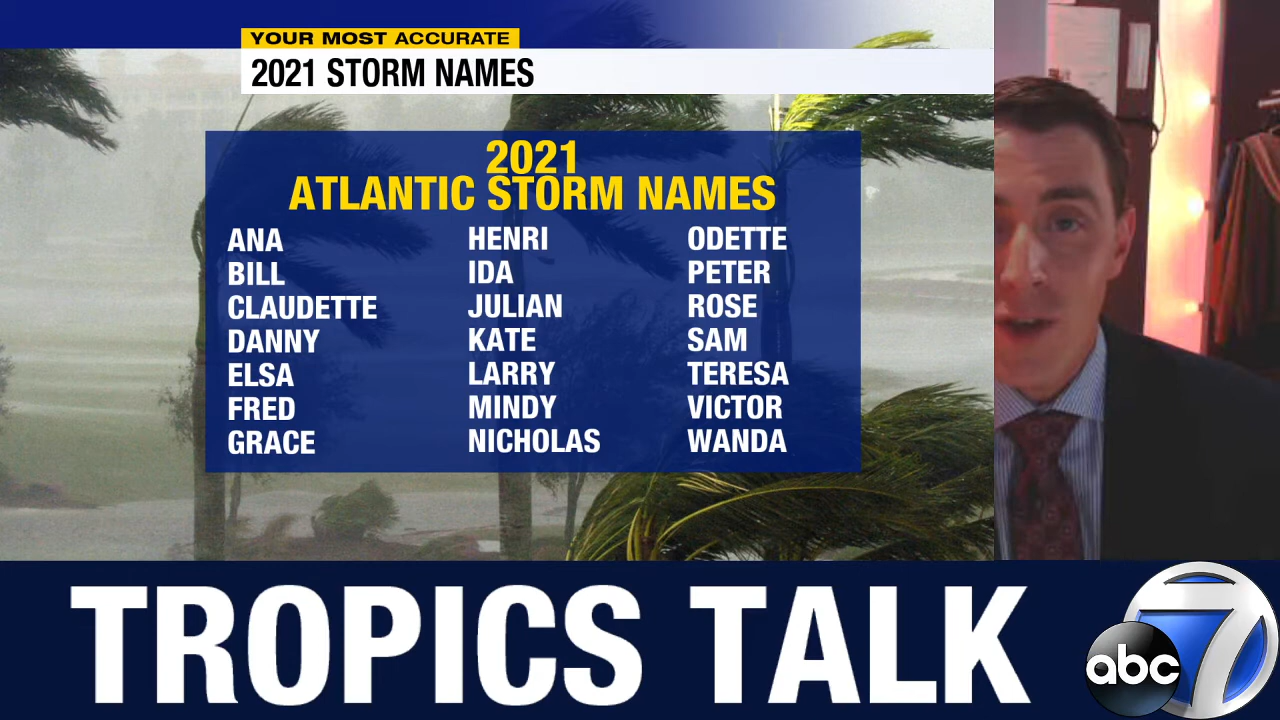 YOUR MOST ACCURATE
2021 STORM NAMES
2021
ATLANTIC STORM NAMES
ANA
BILL
CLAUDETTE
DANNY
ELSA
FRED
GRACE
HENRI
IDA
JULIAN
KATE
LARRY
MINDY
NICHOLAS
ODETTE
PETER
ROSE
SAM
TERESA
VICTOR
WANDA
TROPICS TALK
abc
7